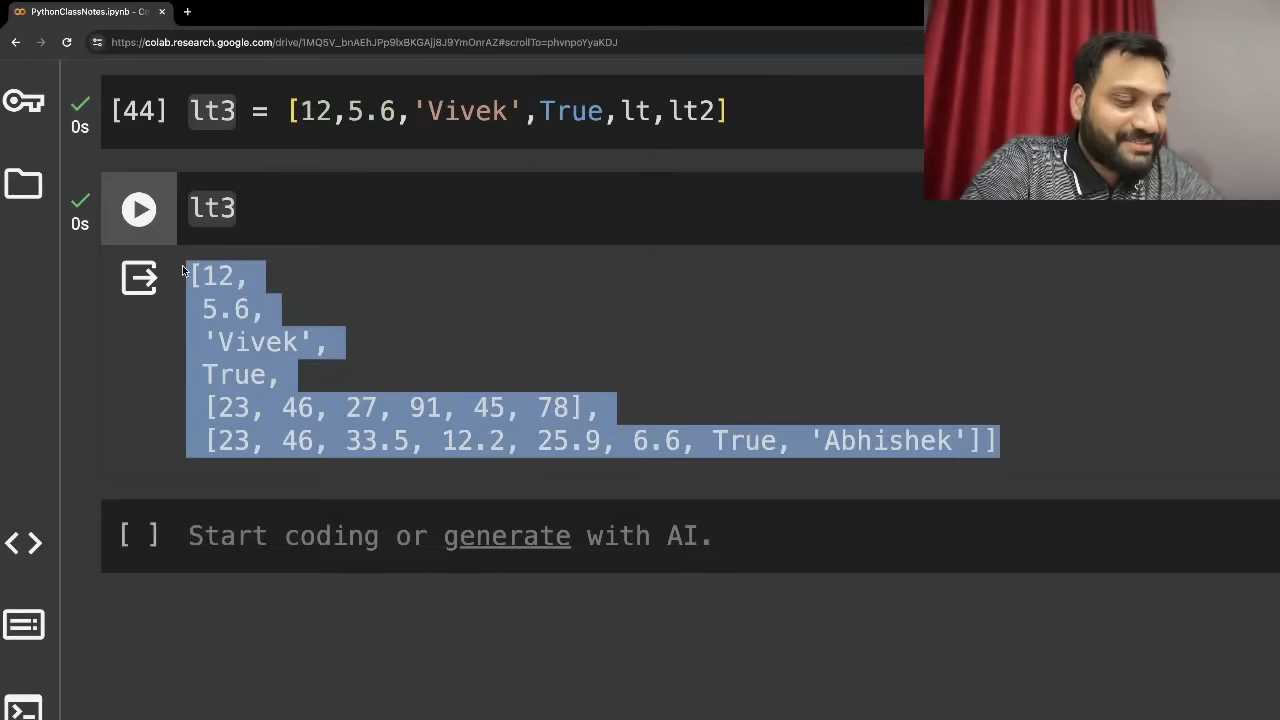 PythonClassNotes.ipynb - Co
https://colab.research.google.com/drive/1MQ5V_bnAEhJPp9lxBKGAjj8J9YmOnrAZ#scrollTo=phvnpoYyaKDJ
[44] lt3 = [12,5.6,'Vivek',True,lt,lt2]
0s
lt3
0s
[12,
5.6,
'Vivek',
True,
[23, 46, 27, 91, 45, 78],
[23, 46, 33.5, 12.2, 25.9, 6.6, True, 'Abhishek']]
[ ] Start coding or generate with AI.